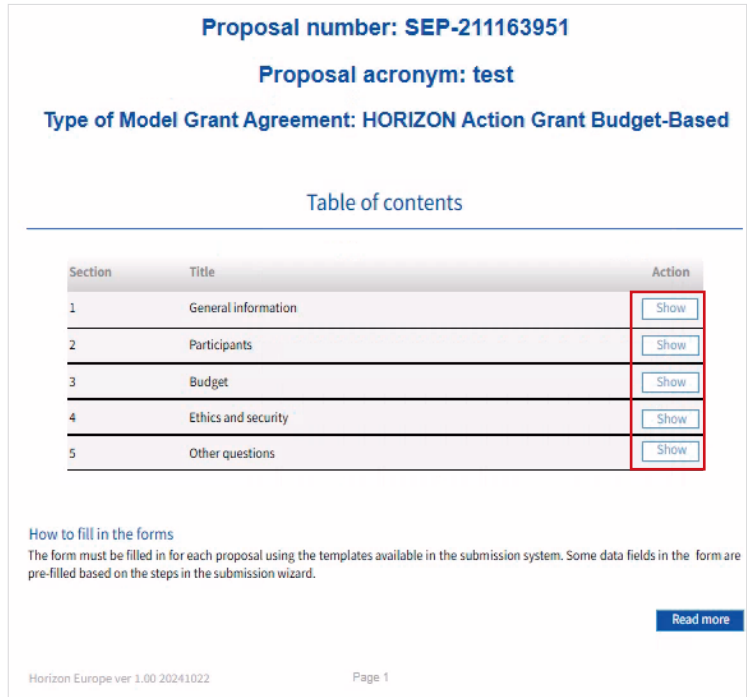 Proposal number: SEP-211163951
Proposal acronym: test
Type of Model Grant Agreement: HORIZON Action Grant Budget-Based
Table of contents
Section Title Action
1 General information Show
2 Participants Show
3 Budget Show
4 Ethics and security Show
5 Other questions Show
How to fill in the forms
The form must be filled in for each proposal using the templates available in the submission system. Some data fields in the form are
pre-filled based on the steps in the submission wizard.
Read more
Horizon Europe ver 1.00 20241022 Page 1